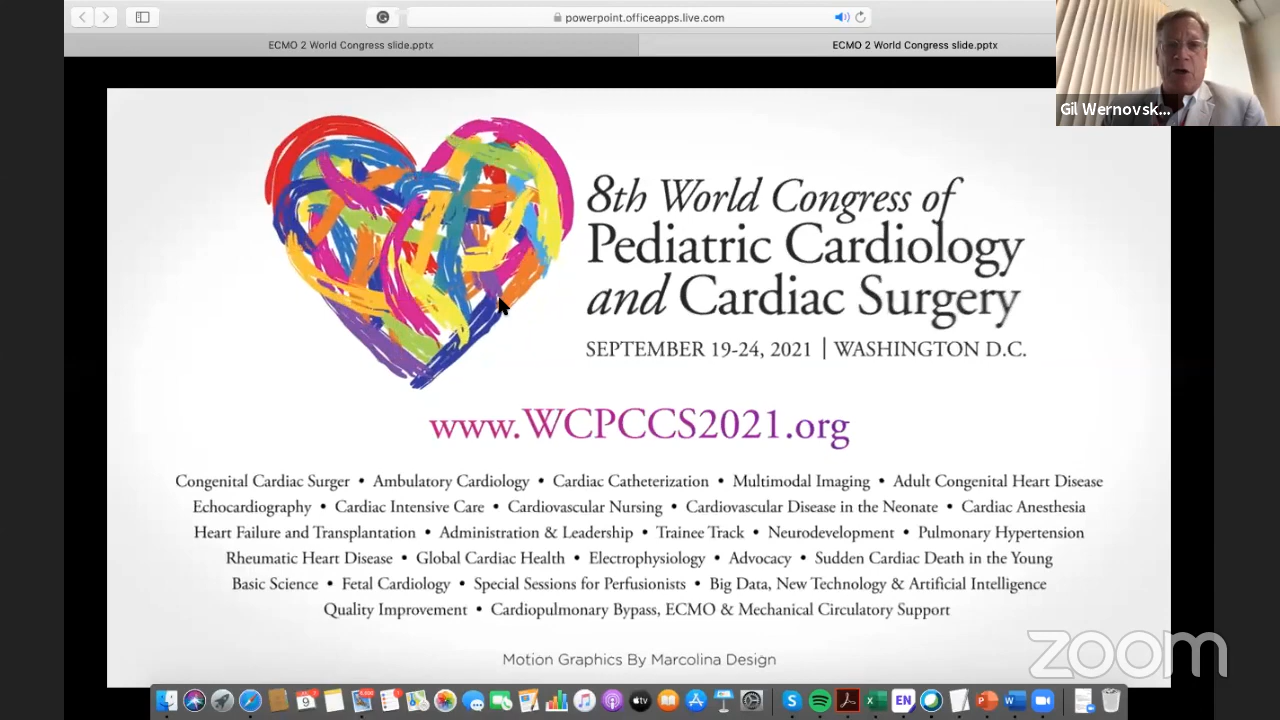 powerpoint.officeapps.live.com
ECMO 2 World Congress slide.pptx
ECMO 2 World Congress slide.pptx
Gil Wernovsk...
8th World Congress of
Pediatric Cardiology
and Cardiac Surgery
SEPTEMBER 19-24, 2021 | WASHINGTON D.C.
www.WCPCCS2021.org
Congenital Cardiac Surger • Ambulatory Cardiology • Cardiac Catheterization • Multimodal Imaging • Adult Congenital Heart Disease
Echocardiography • Cardiac Intensive Care • Cardiovascular Nursing • Cardiovascular Disease in the Neonate • Cardiac Anesthesia
Heart Failure and Transplantation • Administration & Leadership • Trainee Track • Neurodevelopment • Pulmonary Hypertension
Rheumatic Heart Disease • Global Cardiac Health • Electrophysiology • Advocacy • Sudden Cardiac Death in the Young
Basic Science • Fetal Cardiology • Special Sessions for Perfusionists • Big Data, New Technology & Artificial Intelligence
Quality Improvement • Cardiopulmonary Bypass, ECMO & Mechanical Circulatory Support
zoom
Motion Graphics By Marcolina Design
9
tv
EN